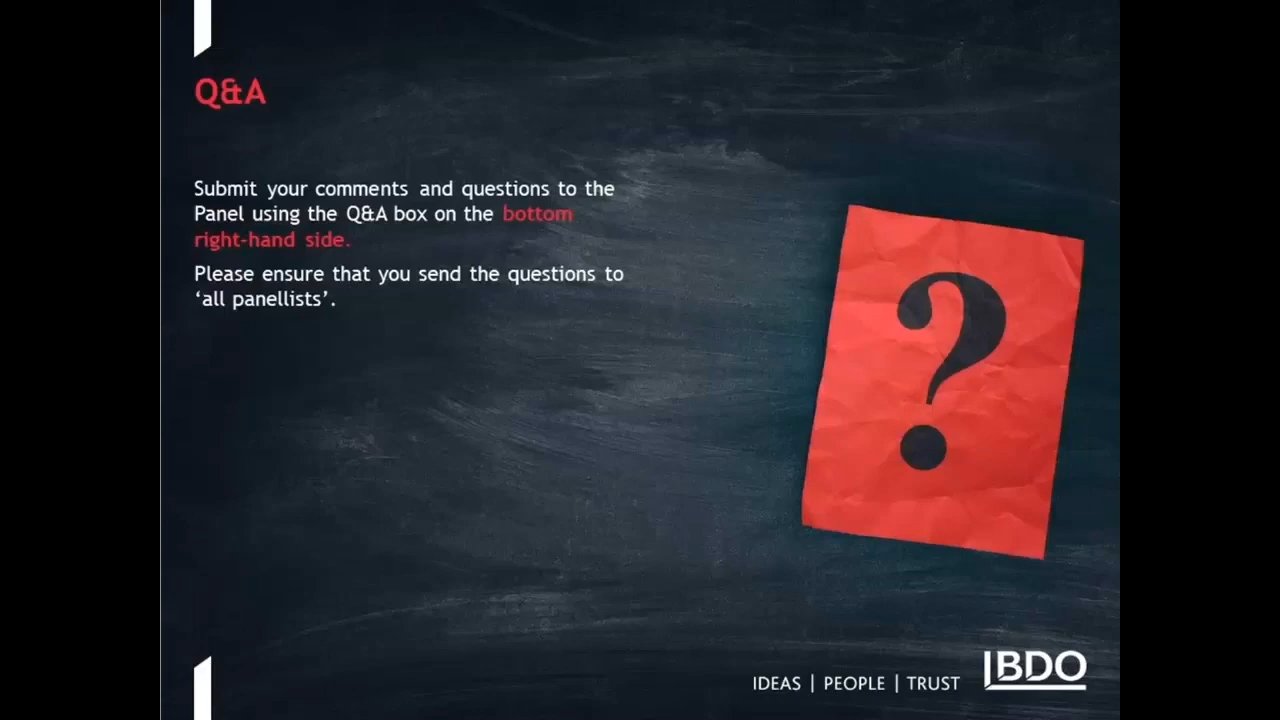 Q&A
Submit your comments and questions to the
Panel using the Q&A box on the bottom
right-hand side.
Please ensure that you send the questions to
‘all panellists’.
?
IDEAS | PEOPLE | TRUST
BDO